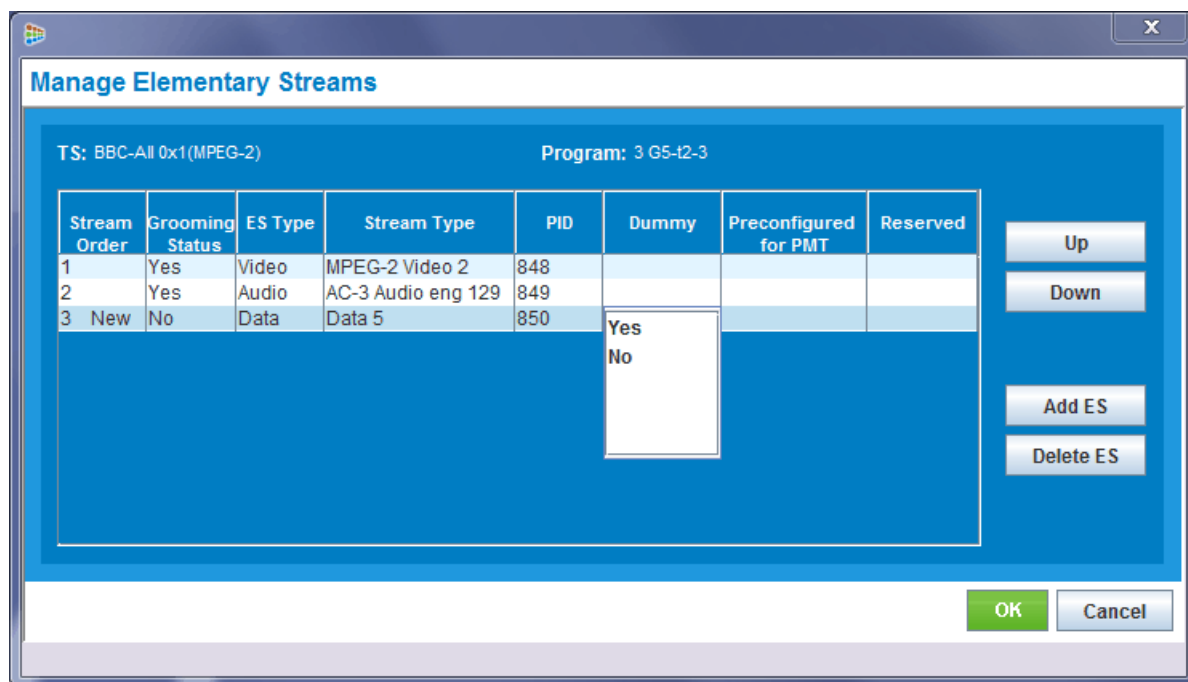 X
Manage Elementary Streams
TS: BBC-All 0x1(MPEG-2) Program: 3 G5-t2-3
Stream Order Grooming Status ES Type Stream Type PID Dummy Preconfigured for PMT Reserved
1 Yes Video MPEG-2 Video 2 848
2 Yes Audio AC-3 Audio eng 129 849
3 New No Data Data 5 850
Yes
No
Up
Down
Add ES
Delete ES
OK Cancel